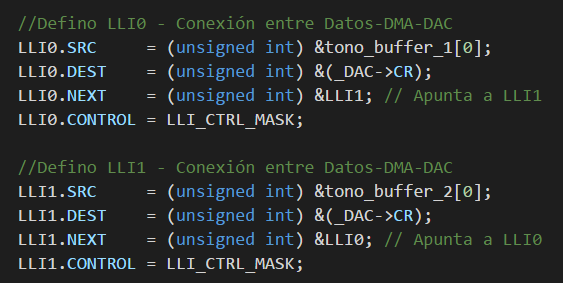 //Defino LLI0 - Conexión entre Datos-DMA-DAC
LLI0.SRC     = (unsigned int) &tono_buffer_1[0];
LLI0.DEST    = (unsigned int) &(_DAC->CR);
LLI0.NEXT    = (unsigned int) &LLI1; // Apunta a LLI1
LLI0.CONTROL = LLI_CTRL_MASK;
//Defino LLI1 - Conexión entre Datos-DMA-DAC
LLI1.SRC     = (unsigned int) &tono_buffer_2[0];
LLI1.DEST    = (unsigned int) &(_DAC->CR);
LLI1.NEXT    = (unsigned int) &LLI0; // Apunta a LLI0
LLI1.CONTROL = LLI_CTRL_MASK;